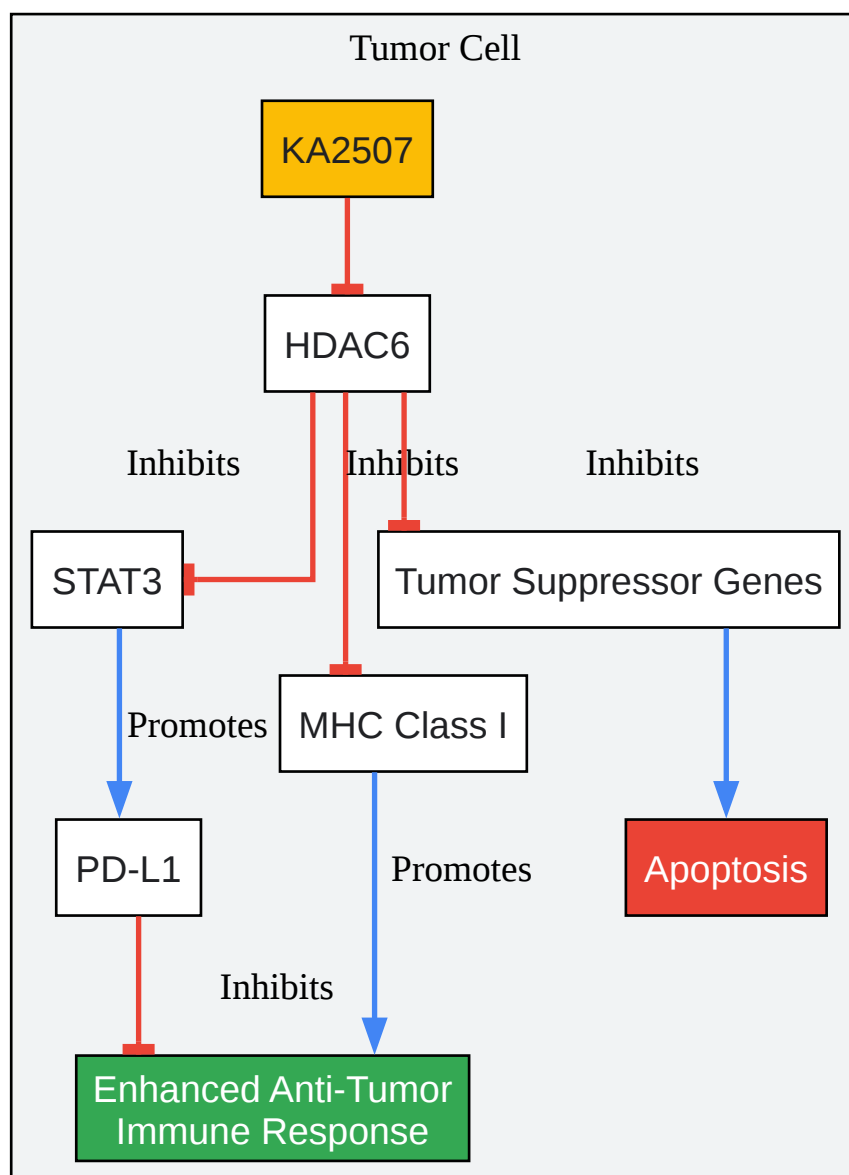 Tumor Cell
KA2507
HDAC6
Inhibits Inhibits Inhibits
STAT3
Tumor Suppressor Genes
Promotes
MHC Class I
PD-L1
Promotes
Apoptosis
Inhibits
Enhanced Anti-Tumor
Immune Response